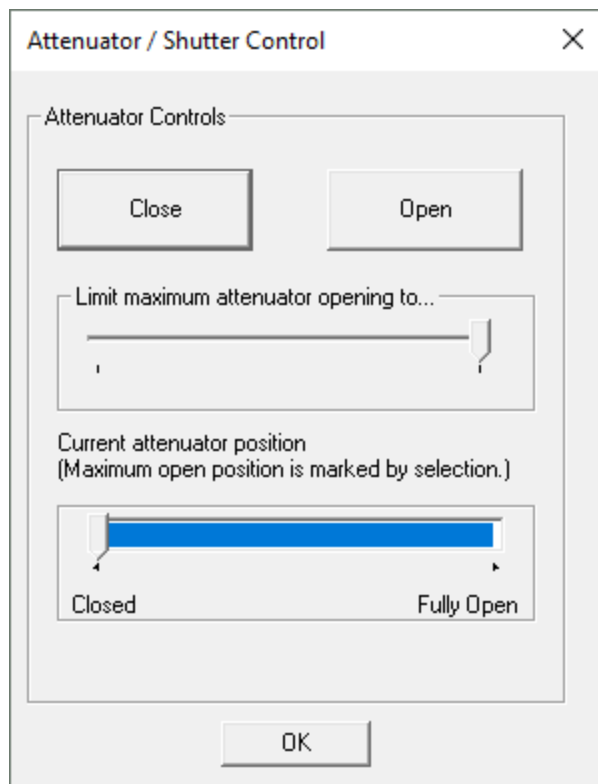 Attenuator / Shutter Control
Attenuator Controls
Close
Open
Limit maximum attenuator opening to...
Current attenuator position
(Maximum open position is marked by selection.)
Closed
Fully Open
OK